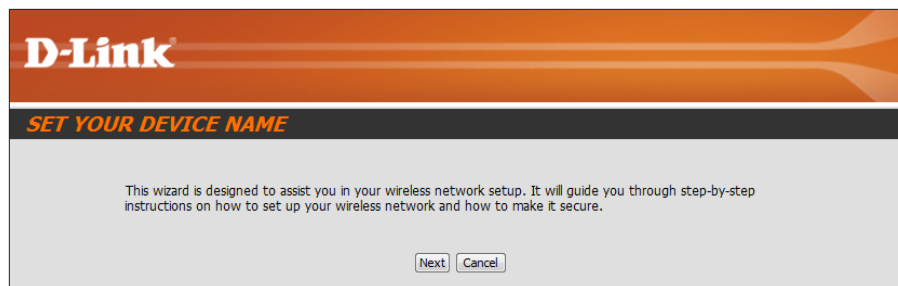 D-Link
SET YOUR DEVICE NAME
This wizard is designed to assist you in your wireless network setup. It will guide you through step-by-step
instructions on how to set up your wireless network and how to make it secure.
Next Cancel